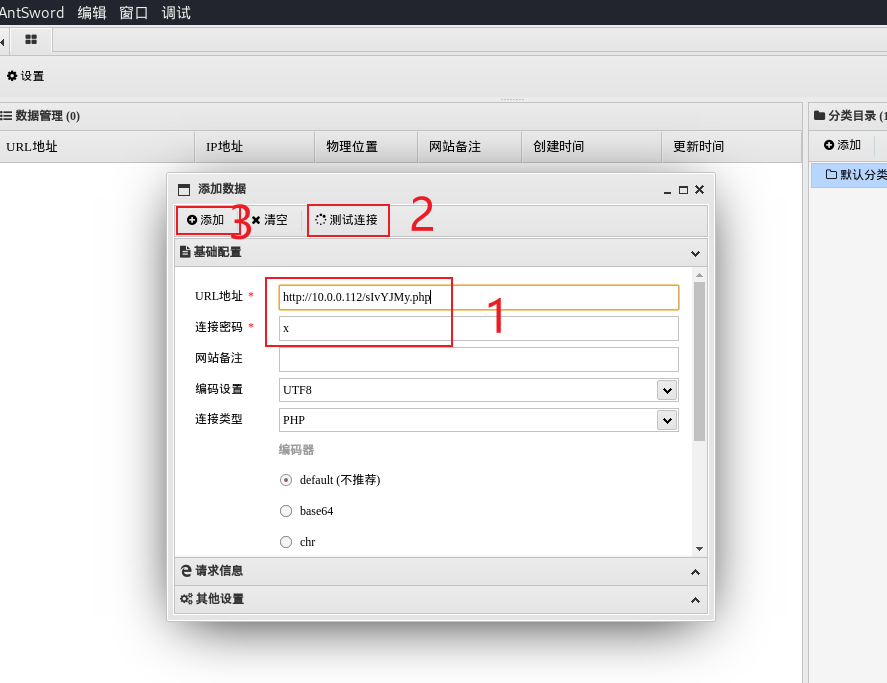 AntSword 编辑 窗口 调试
设置
数据管理 (0)
分类目录 (1
URL地址 IP地址 物理位置 网站备注 创建时间 更新时间
添加
默认分类
添加数据
添加 3 清空 测试连接 2
基础配置
URL地址 * http://10.0.0.112/sIvYJMy.php 1
连接密码 * x
网站备注
编码设置 UTF8
连接类型 PHP
编码器
default (不推荐)
base64
chr
请求信息
其他设置